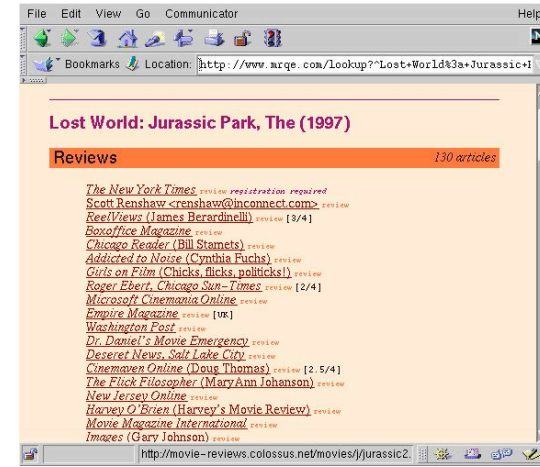 File Edit View Go Communicator Help
Bookmarks Location: http://www.mrqe.com/lookup?^Lost+World%3a+Jurassic+
Lost World: Jurassic Park, The (1997)
Reviews 130 articles
The New York Times review registration required
Scott Renshaw <renshaw@inconnect.com> review
ReelViews (James Berardinelli) review [3/4]
Boxoffice Magazine review
Chicago Reader (Bill Stamets) review
Addicted to Noise (Cynthia Fuchs) review
Girls on Film (Chicks, flicks, politicks!) review
Roger Ebert, Chicago Sun-Times review [2/4]
Microsoft Cinemania Online review
Empire Magazine review [UK]
Washington Post review
Dr. Daniel's Movie Emergency review
Deseret News, Salt Lake City review
Cinemaven Online (Doug Thomas) review [2.5/4]
The Flick Filosopher (MaryAnn Johanson) review
New Jersey Online review
Harvey O'Brien (Harvey's Movie Review) review
Movie Magazine International review
Images (Gary Johnson) review
http://movie-reviews.colossus.net/movies/j/jurassic2.